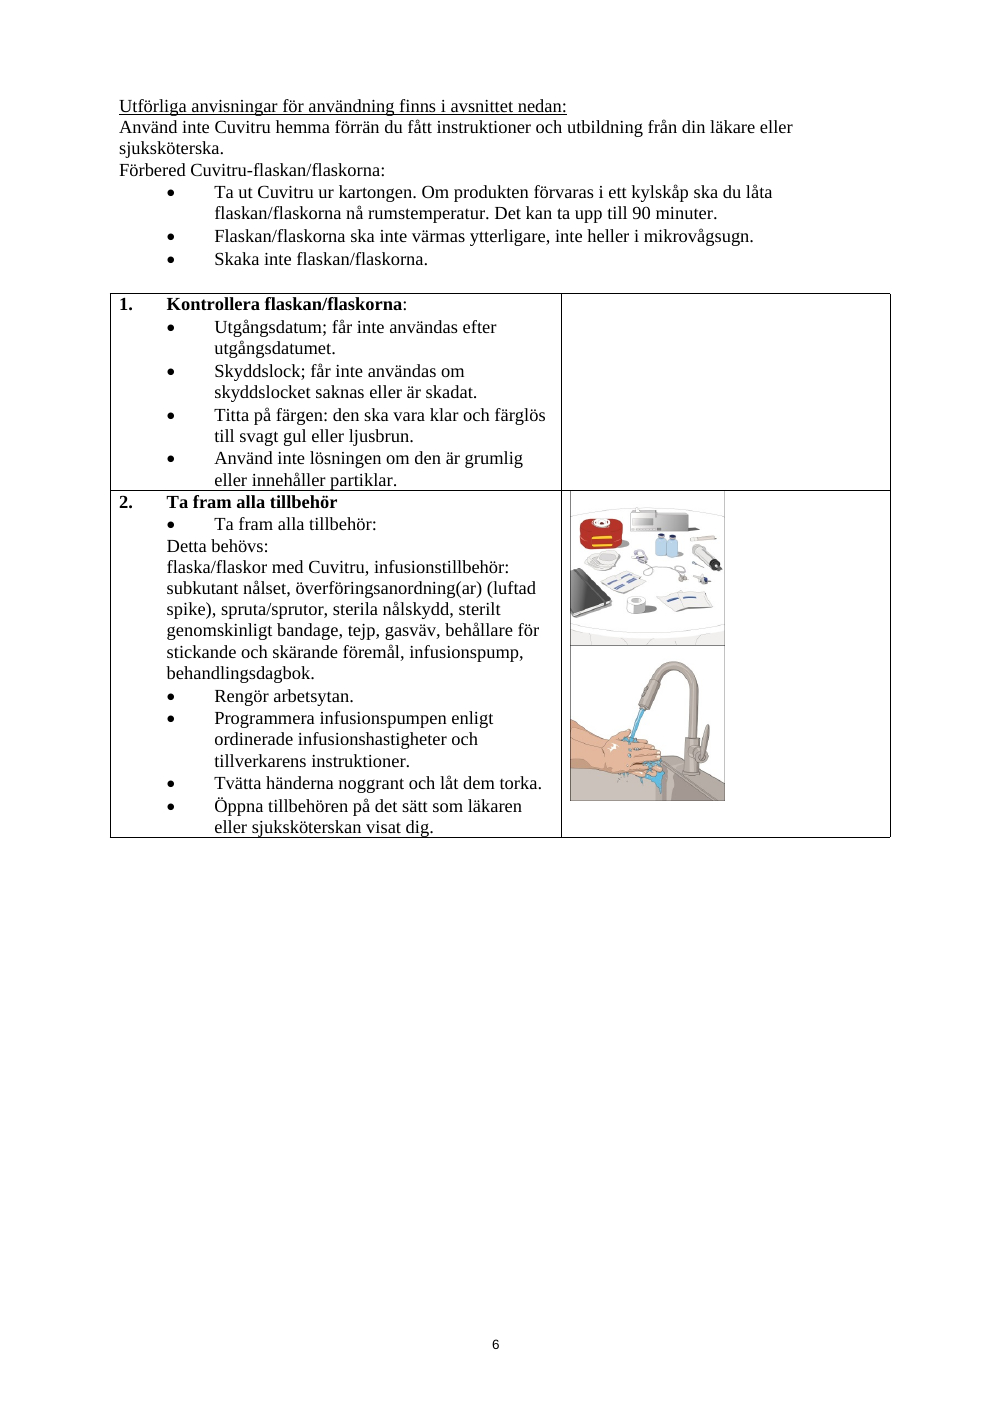 Utförliga anvisningar för användning finns i avsnittet nedan:
Använd inte Cuvitru hemma förrän du fått instruktioner och utbildning från din läkare eller
sjuksköterska.
Förbered Cuvitru-flaskan/flaskorna:
● Ta ut Cuvitru ur kartongen. Om produkten förvaras i ett kylskåp ska du låta
flaskan/flaskorna nå rumstemperatur. Det kan ta upp till 90 minuter.
● Flaskan/flaskorna ska inte värmas ytterligare, inte heller i mikrovågsugn.
● Skaka inte flaskan/flaskorna.
1. Kontrollera flaskan/flaskorna:
● Utgångsdatum; får inte användas efter
utgångsdatumet.
● Skyddslock; får inte användas om
skyddslocket saknas eller är skadat.
● Titta på färgen: den ska vara klar och färglös
till svagt gul eller ljusbrun.
● Använd inte lösningen om den är grumlig
eller innehåller partiklar.
2. Ta fram alla tillbehör
● Ta fram alla tillbehör:
Detta behövs:
flaska/flaskor med Cuvitru, infusionstillbehör:
subkutant nålset, överföringsanordning(ar) (luftad
spike), spruta/sprutor, sterila nålskydd, sterilt
genomskinligt bandage, tejp, gasväv, behållare för
stickande och skärande föremål, infusionspump,
behandlingsdagbok.
● Rengör arbetsytan.
● Programmera infusionspumpen enligt
ordinerade infusionshastigheter och
tillverkarens instruktioner.
● Tvätta händerna noggrant och låt dem torka.
● Öppna tillbehören på det sätt som läkaren
eller sjuksköterskan visat dig.
6